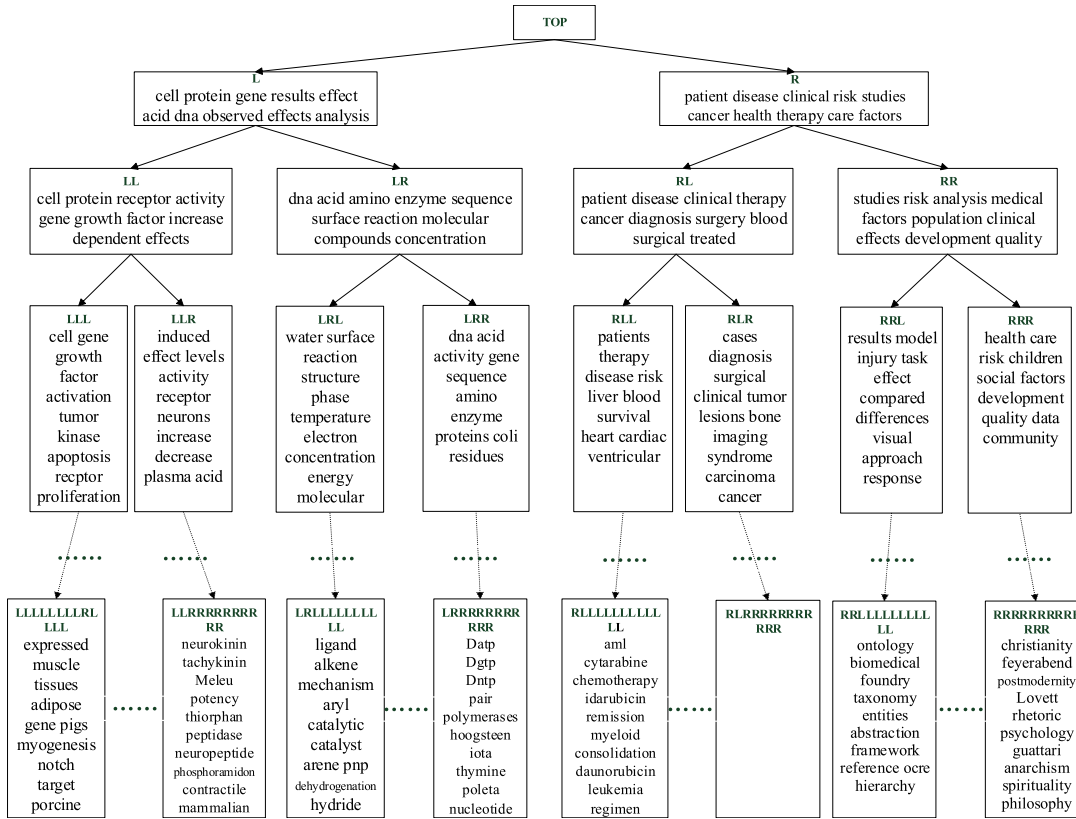 TOP
L
cell protein gene results effect
acid dna observed effects analysis
R
patient disease clinical risk studies
cancer health therapy care factors
LL
cell protein receptor activity
gene growth factor increase
dependent effects
LR
dna acid amino enzyme sequence
surface reaction molecular
compounds concentration
RL
patient disease clinical therapy
cancer diagnosis surgery blood
surgical treated
RR
studies risk analysis medical
factors population clinical
effects development quality
LLL
cell gene
growth
factor
activation
tumor
kinase
apoptosis
recptor
proliferation
LLR
induced
effect levels
activity
receptor
neurons
increase
decrease
plasma acid
LRL
water surface
reaction
structure
phase
temperature
electron
concentration
energy
molecular
LRR
dna acid
activity gene
sequence
amino
enzyme
proteins coli
residues
RLL
patients
therapy
disease risk
liver blood
survival
heart cardiac
ventricular
RLR
cases
diagnosis
surgical
clinical tumor
lesions bone
imaging
syndrome
carcinoma
cancer
RRL
results model
injury task
effect
compared
differences
visual
approach
response
RRR
health care
risk children
social factors
development
quality data
community
LLLLLLLLRL
LLL
expressed
muscle
tissues
adipose
gene pigs
myogenesis
notch
target
porcine
LLRRRRRRRR
RR
neurokinin
tachykinin
Meleu
potency
thiorphan
peptidase
neuropeptide
phosphoramidon
contractile
mammalian
LRLLLLLLLL
LL
ligand
alkene
mechanism
aryl
catalytic
catalyst
arene pnp
dehydrogenation
hydride
LRRRRRRRR
RRR
Datp
Dgtp
Dntp
pair
polymerases
hoogsteen
iota
thymine
poleta
nucleotide
RLLLLLLLLLL
LL
aml
cytarabine
chemotherapy
idarubicin
remission
myeloid
consolidation
daunorubicin
leukemia
regimen
RLRRRRRRRRR
RRR
RRLLLLLLLLL
LL
ontology
biomedical
foundry
taxonomy
entities
abstraction
framework
reference ocre
hierarchy
RRRRRRRRRR
RRR
christianity
feyerabend
postmodernity
Lovett
rhetoric
psychology
guattari
anarchism
spirituality
philosophy